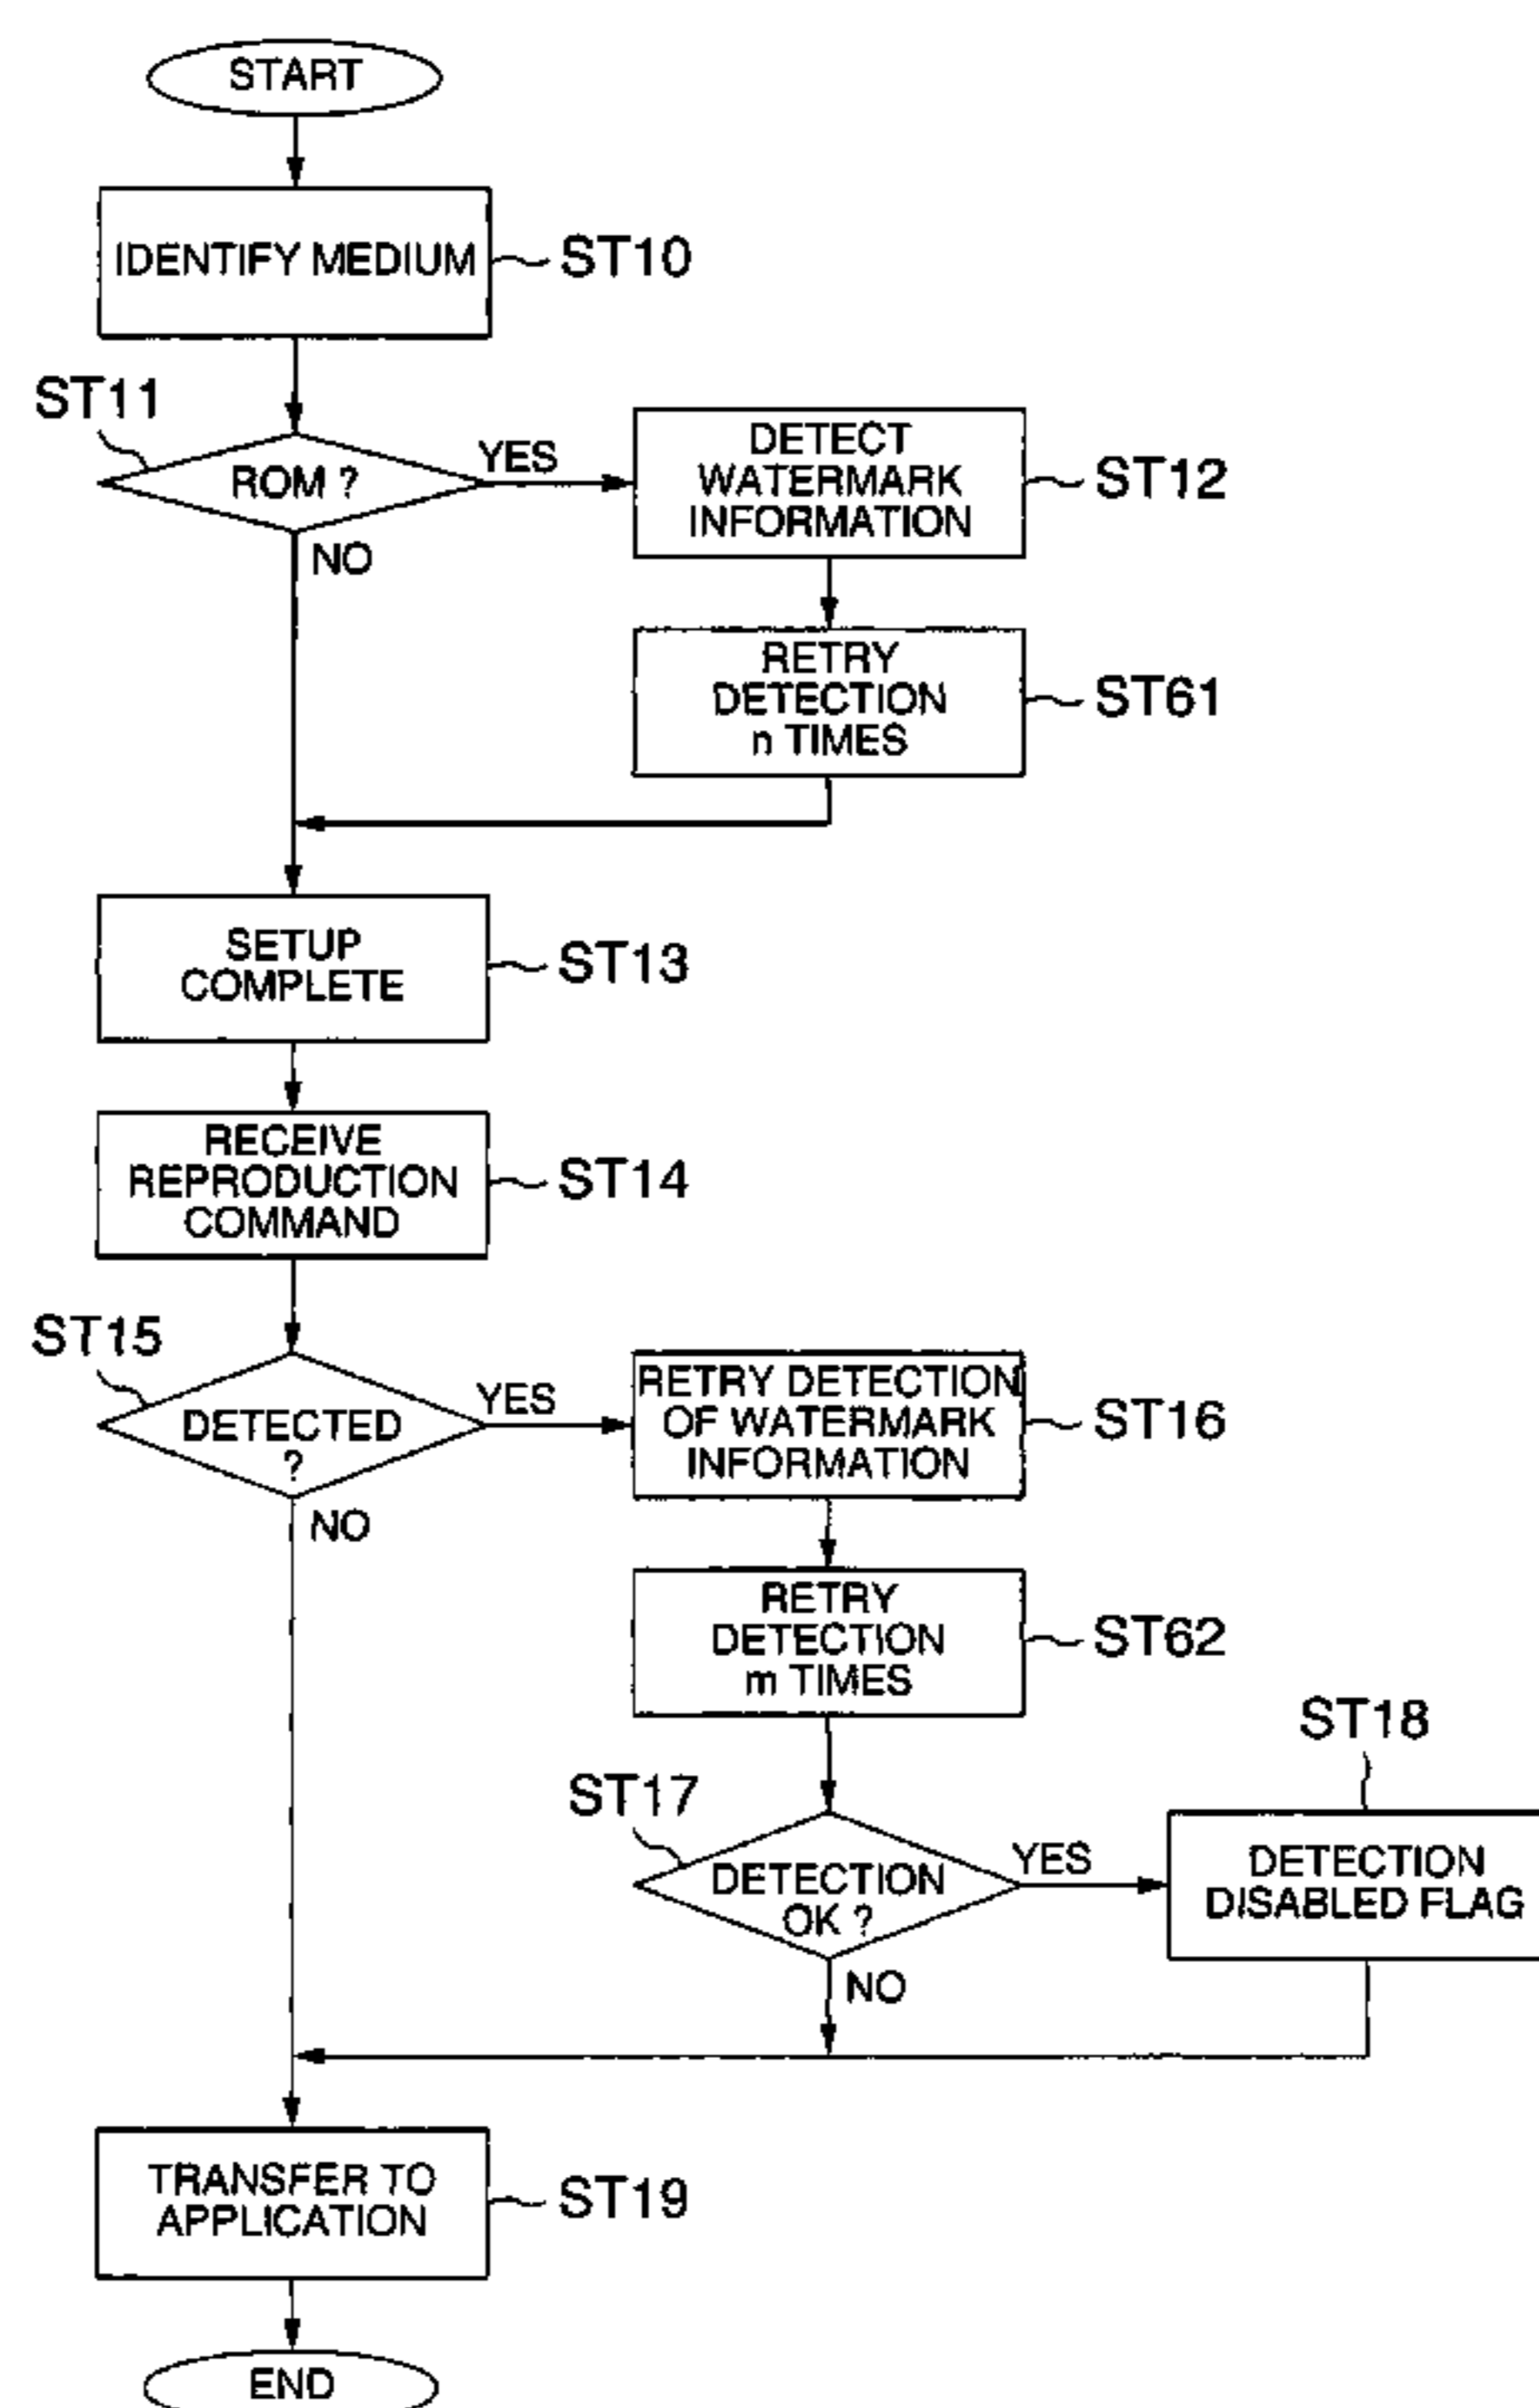 START
IDENTIFY MEDIUM
ST10
ST11
ROM ?
YES
NO
DETECT
WATERMARK
INFORMATION
ST12
RETRY
DETECTION
n TIMES
ST61
SETUP
COMPLETE
ST13
RECEIVE
REPRODUCTION
COMMAND
ST14
ST15
DETECTED
?
YES
NO
RETRY DETECTION
OF WATERMARK
INFORMATION
ST16
RETRY
DETECTION
m TIMES
ST62
ST17
DETECTION
OK ?
YES
NO
ST18
DETECTION
DISABLED FLAG
TRANSFER TO
APPLICATION
ST19
END